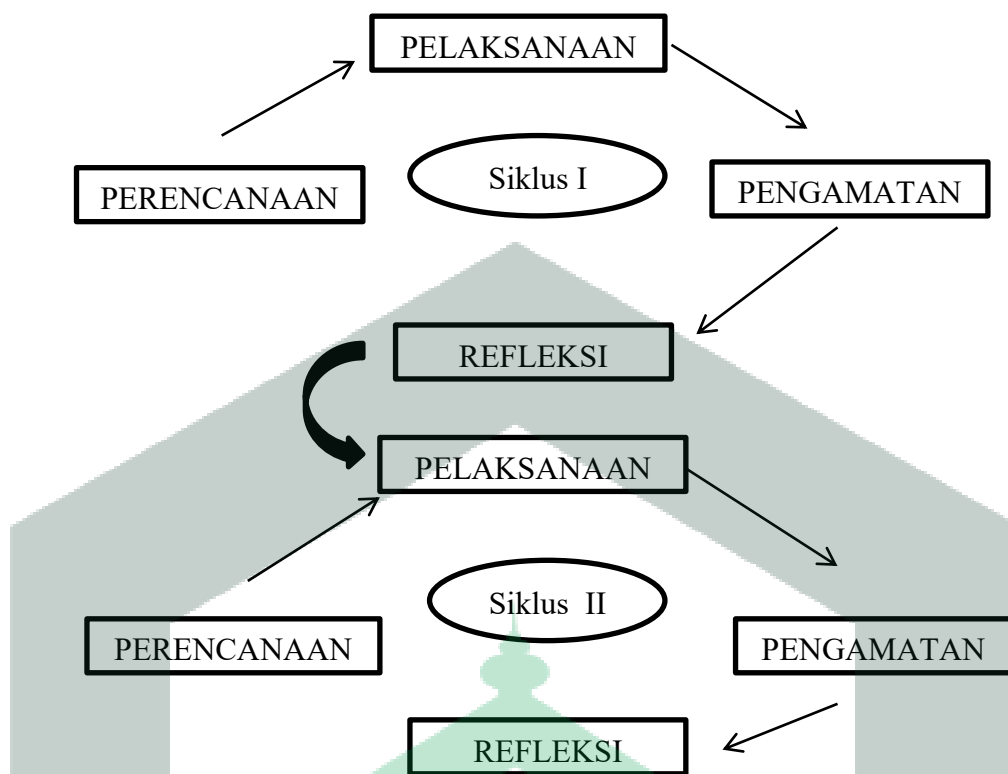 PELAKSANAAN
Siklus I
PERENCANAAN
PENGAMATAN
REFLEKSI
PELAKSANAAN
Siklus II
PERENCANAAN
PENGAMATAN
REFLEKSI